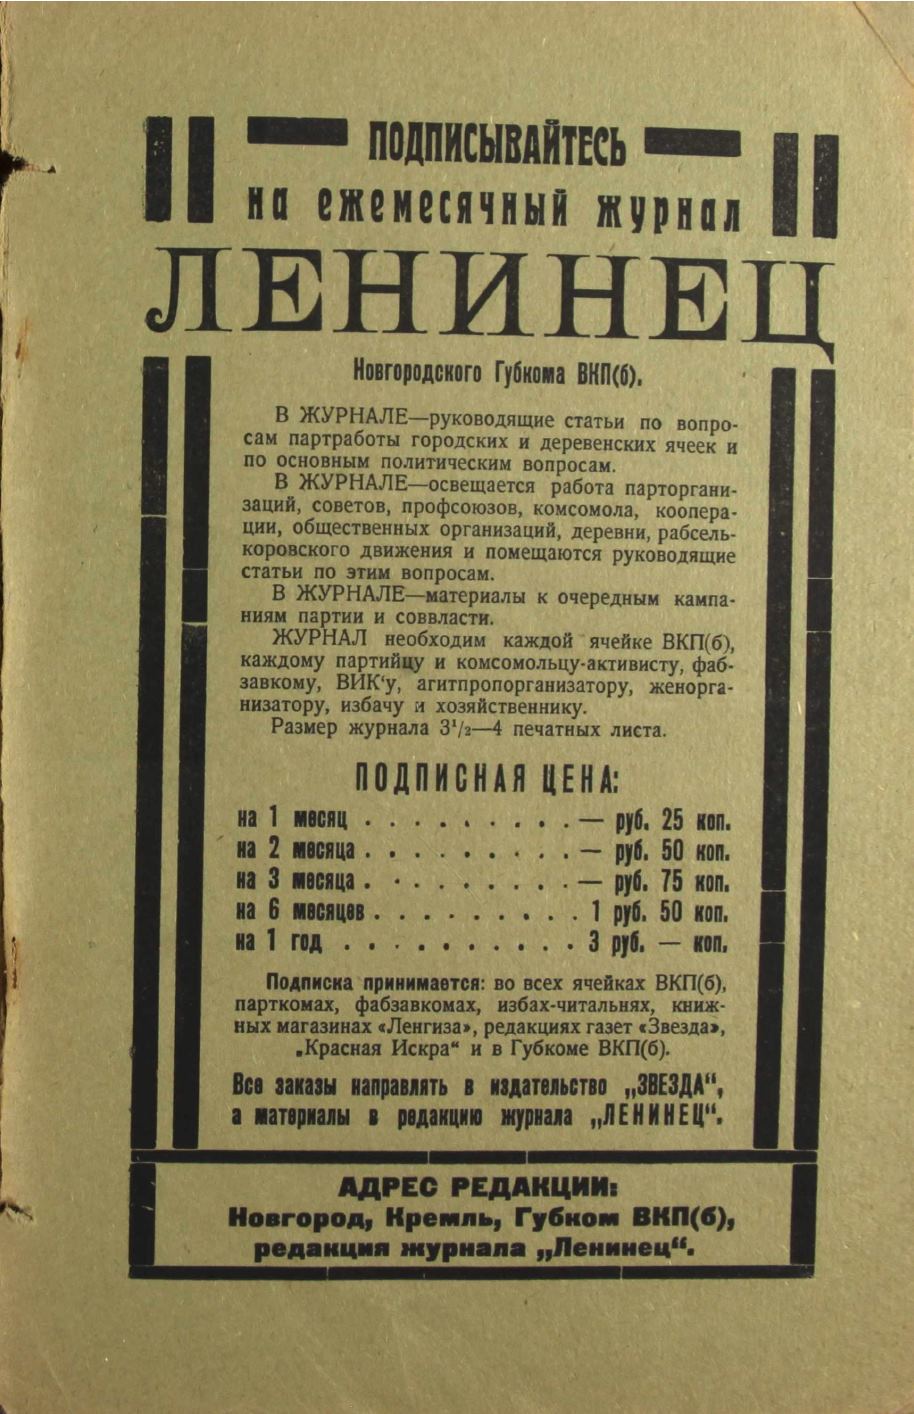 ПОДПИСЫВАЙТЕСЬ
на ежемесячный журнал
ЛЕНИНЕЦ
Новгородского Губкома ВКП(б).
В ЖУРНАЛЕ—руководящие статьи по вопро-
сам партработы городских и деревенских ячеек и
по основным политическим вопросам.
В ЖУРНАЛЕ—освещается работа парторгани-
заций, советов, профсоюзов, комсомола, коопера-
ции, общественных организаций, деревни, рабсель-
коровского движения и помещаются руководящие
статьи по этим вопросам.
В ЖУРНАЛЕ—материалы к очередным кампа-
ниям партии и соввласти.
ЖУРНАЛ необходим каждой ячейке ВКП(б),
каждому партийцу и комсомольцу-активисту, фаб-
завкому, ВИК‘у, агитпропорганизатору, женорга-
низатору, избачу и хозяйственнику.
Размер журнала 3¹/₂—4 печатных листа.
ПОДПИСНАЯ ЦЕНА:
на 1 месяц . . . . . . . . . . — руб. 25 коп.
на 2 месяца . . . . . . . . . . — руб. 50 коп.
на 3 месяца . . . . . . . . . — руб. 75 коп.
на 6 месяцев . . . . . . . . . 1 руб. 50 коп.
на 1 год . . . . . . . . . . 3 руб. — коп.
Подписка принимается: во всех ячейках ВКП(б),
парткомах, фабзавкомах, избах-читальнях, книж-
ных магазинах «Ленгиза», редакциях газет «Звезда»,
„Красная Искра“ и в Губкоме ВКП(б).
Все заказы направлять в издательство „ЗВЕЗДА“,
а материалы в редакцию журнала „ЛЕНИНЕЦ“.
АДРЕС РЕДАКЦИИ:
Новгород, Кремль, Губком ВКП(б),
редакция журнала „Ленинец“.